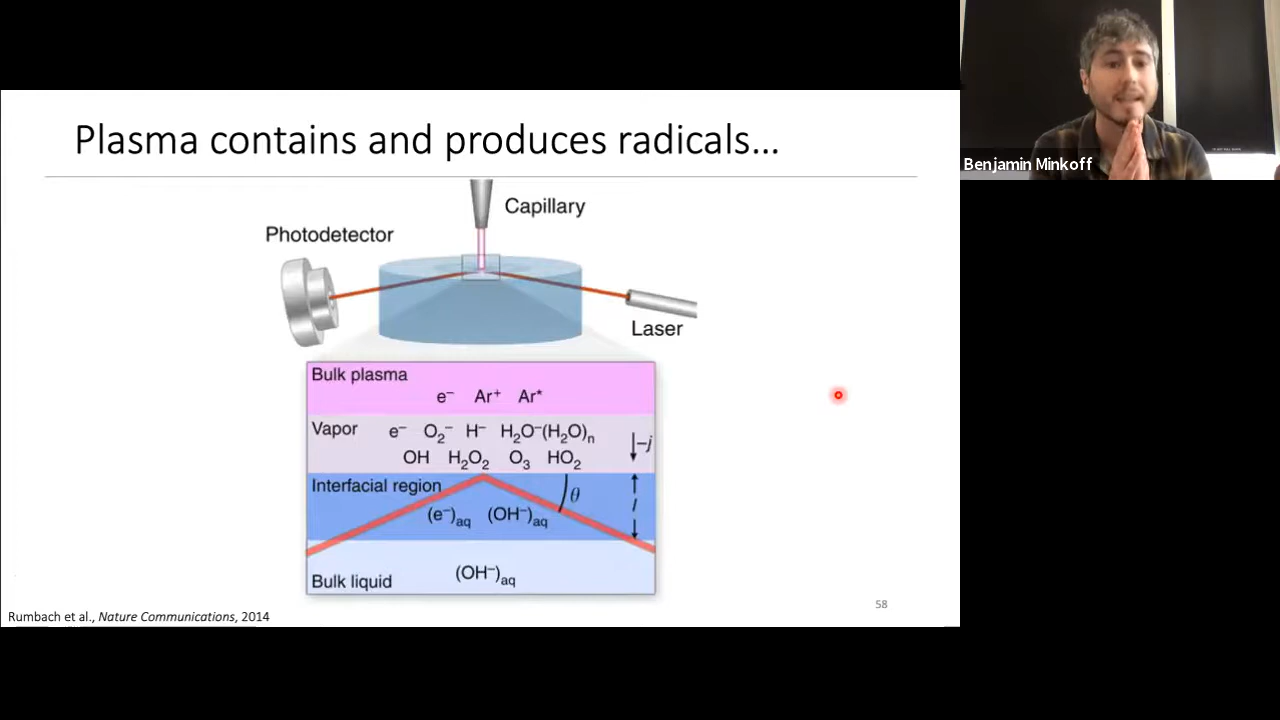 Plasma contains and produces radicals...
Capillary
Photodetector
Laser
Bulk plasma
e⁻ Ar⁺ Ar*
Vapor
e⁻ O₂⁻ H⁻ H₂O⁻(H₂O)ₙ
–j
OH H₂O₂ O₃ HO₂
Interfacial region
θ
l
(e⁻)aq (OH⁻)aq
(OH⁻)aq
Bulk liquid
58
Rumbach et al., Nature Communications, 2014
Benjamin Minkoff